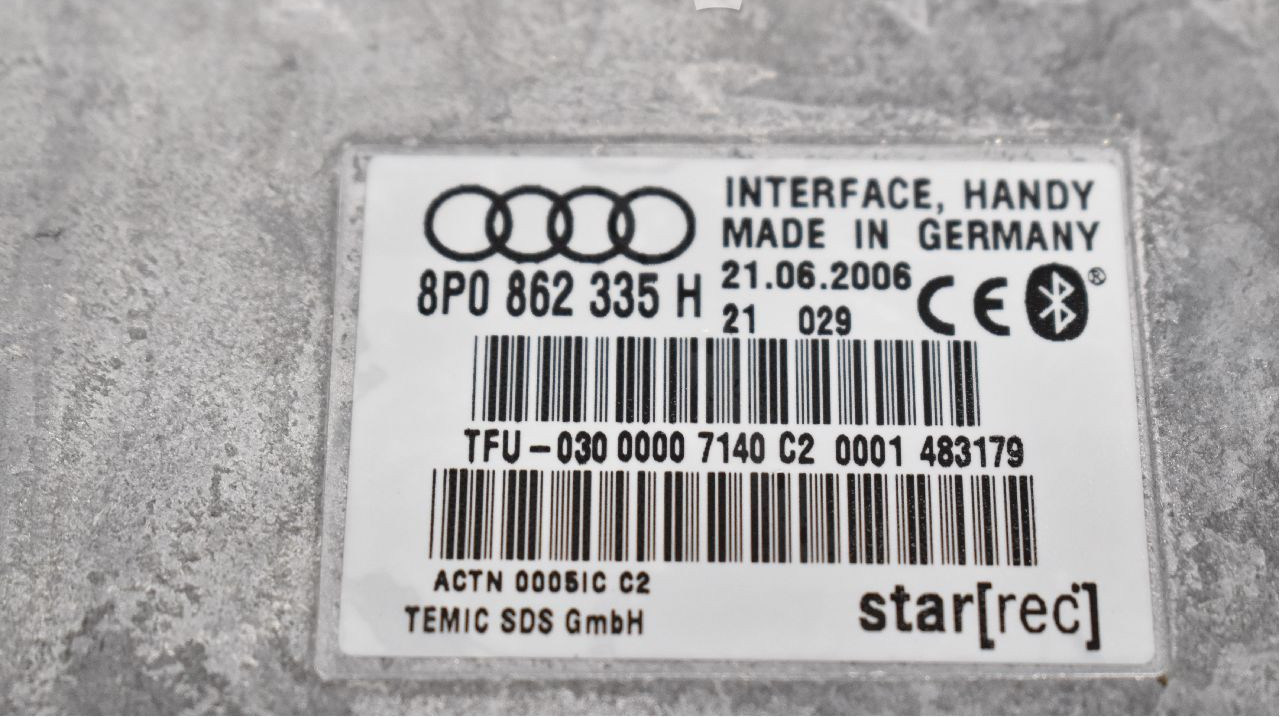 INTERFACE, HANDY
MADE IN GERMANY
8P0 862 335 H
21.06.2006
21 029
CE
®
TFU-030 0000 7140 C2 0001 483179
ACTN 0005IC C2
TEMIC SDS GmbH
star[rec]